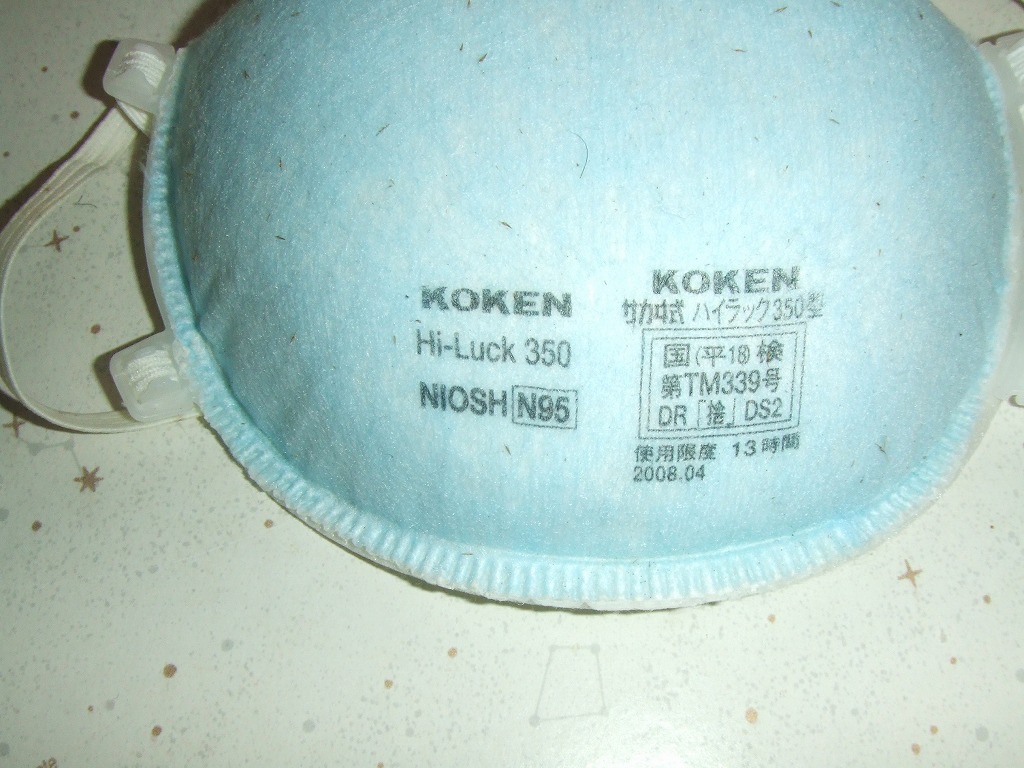 KOKEN
Hi-Luck 350
NIOSH N95
KOKEN
サカヰ式 ハイラック350型
国(平18)検
第TM339号
DR「捨」DS2
使用限度 13時間
2008.04